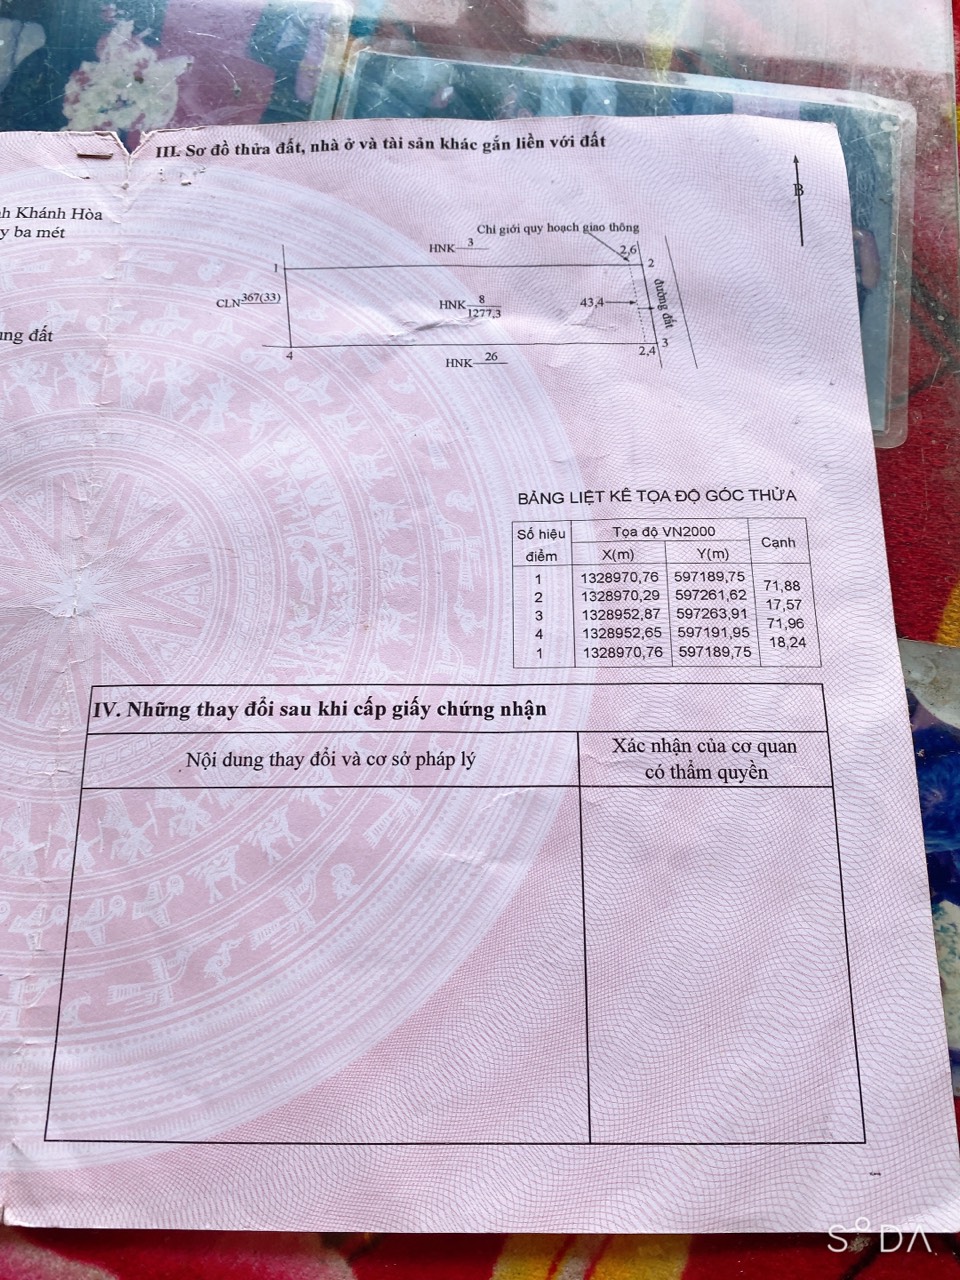 III. Sơ đồ thửa đất, nhà ở và tài sản khác gắn liền với đất
B
h Khánh Hòa
y ba mét
ng đất
Chỉ giới quy hoạch giao thông
HNK 3
2,6
1
2
CLN 367(33)
HNK 8
1277,3
43,4
đường đất
4
HNK 26
2,4
3
BẢNG LIỆT KÊ TỌA ĐỘ GÓC THỬA
Số hiệu điểm
Tọa độ VN2000
Cạnh
X(m) Y(m)
1 1328970,76 597189,75
71,88
2 1328970,29 597261,62
17,57
3 1328952,87 597263,91
71,96
4 1328952,65 597191,95
18,24
1 1328970,76 597189,75
IV. Những thay đổi sau khi cấp giấy chứng nhận
Nội dung thay đổi và cơ sở pháp lý
Xác nhận của cơ quan
có thẩm quyền
SODA